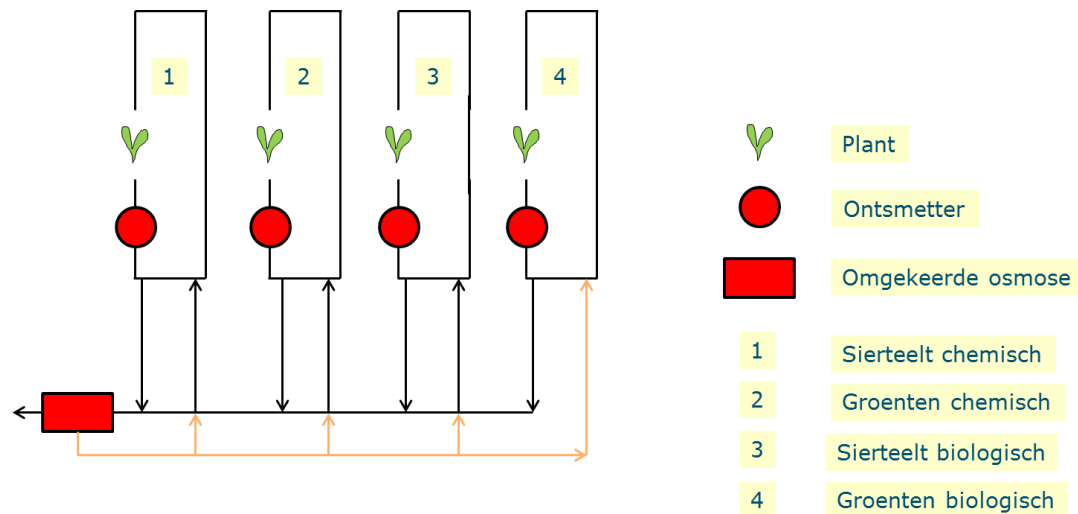 1 2 3 4
Plant
Ontsmetter
Omgekeerde osmose
1 Sierteelt chemisch
2 Groenten chemisch
3 Sierteelt biologisch
4 Groenten biologisch